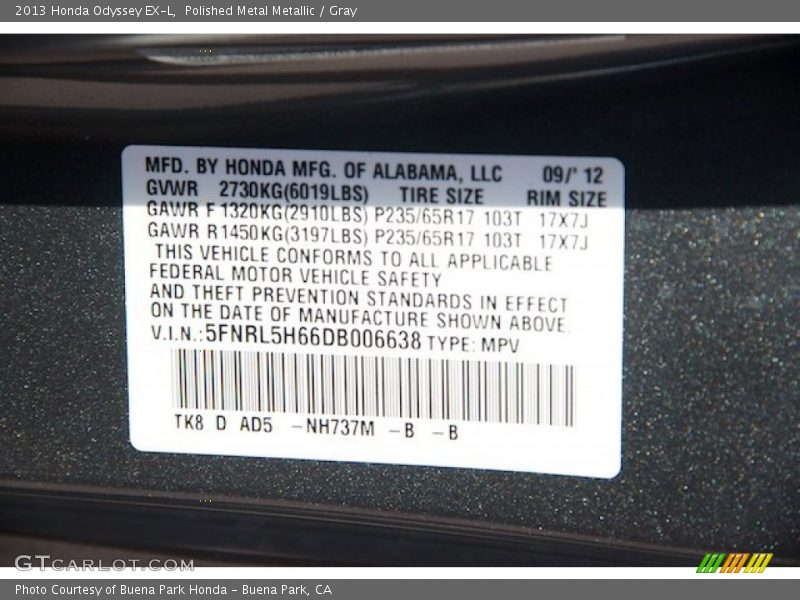 2013 Honda Odyssey EX-L, Polished Metal Metallic / Gray
MFD. BY HONDA MFG. OF ALABAMA, LLC 09/' 12
GVWR 2730KG(6019LBS) TIRE SIZE RIM SIZE
GAWR F 1320KG(2910LBS) P235/65R17 103T 17X7J
GAWR R 1450KG(3197LBS) P235/65R17 103T 17X7J
THIS VEHICLE CONFORMS TO ALL APPLICABLE
FEDERAL MOTOR VEHICLE SAFETY
AND THEFT PREVENTION STANDARDS IN EFFECT
ON THE DATE OF MANUFACTURE SHOWN ABOVE.
V.I.N.:5FNRL5H66DB006638 TYPE: MPV
TK8 D AD5 -NH737M -B -B
GTCARLOT.COM
Photo Courtesy of Buena Park Honda - Buena Park, CA